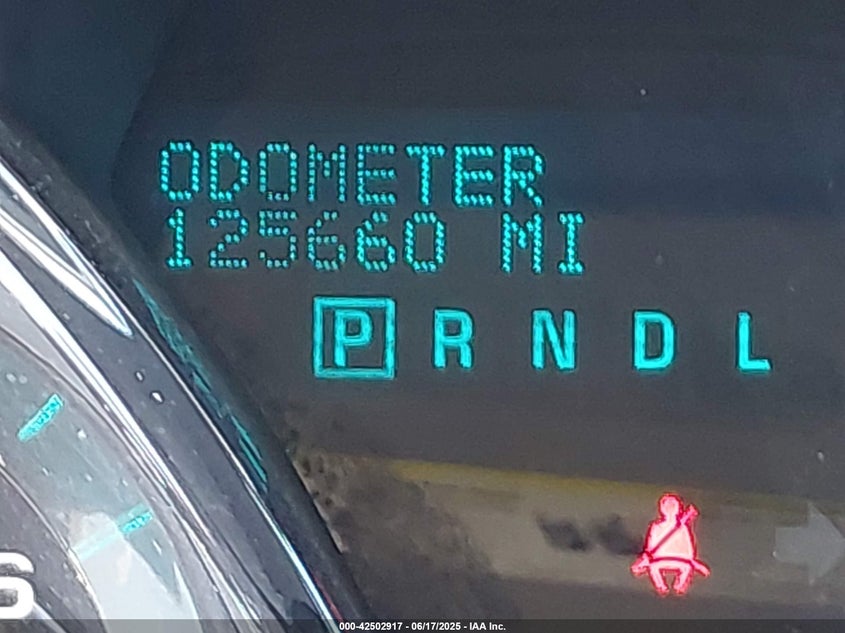 ODOMETER
125660 MI
P R N D L
S
000-42502917 - 06/17/2025 - IAA Inc.